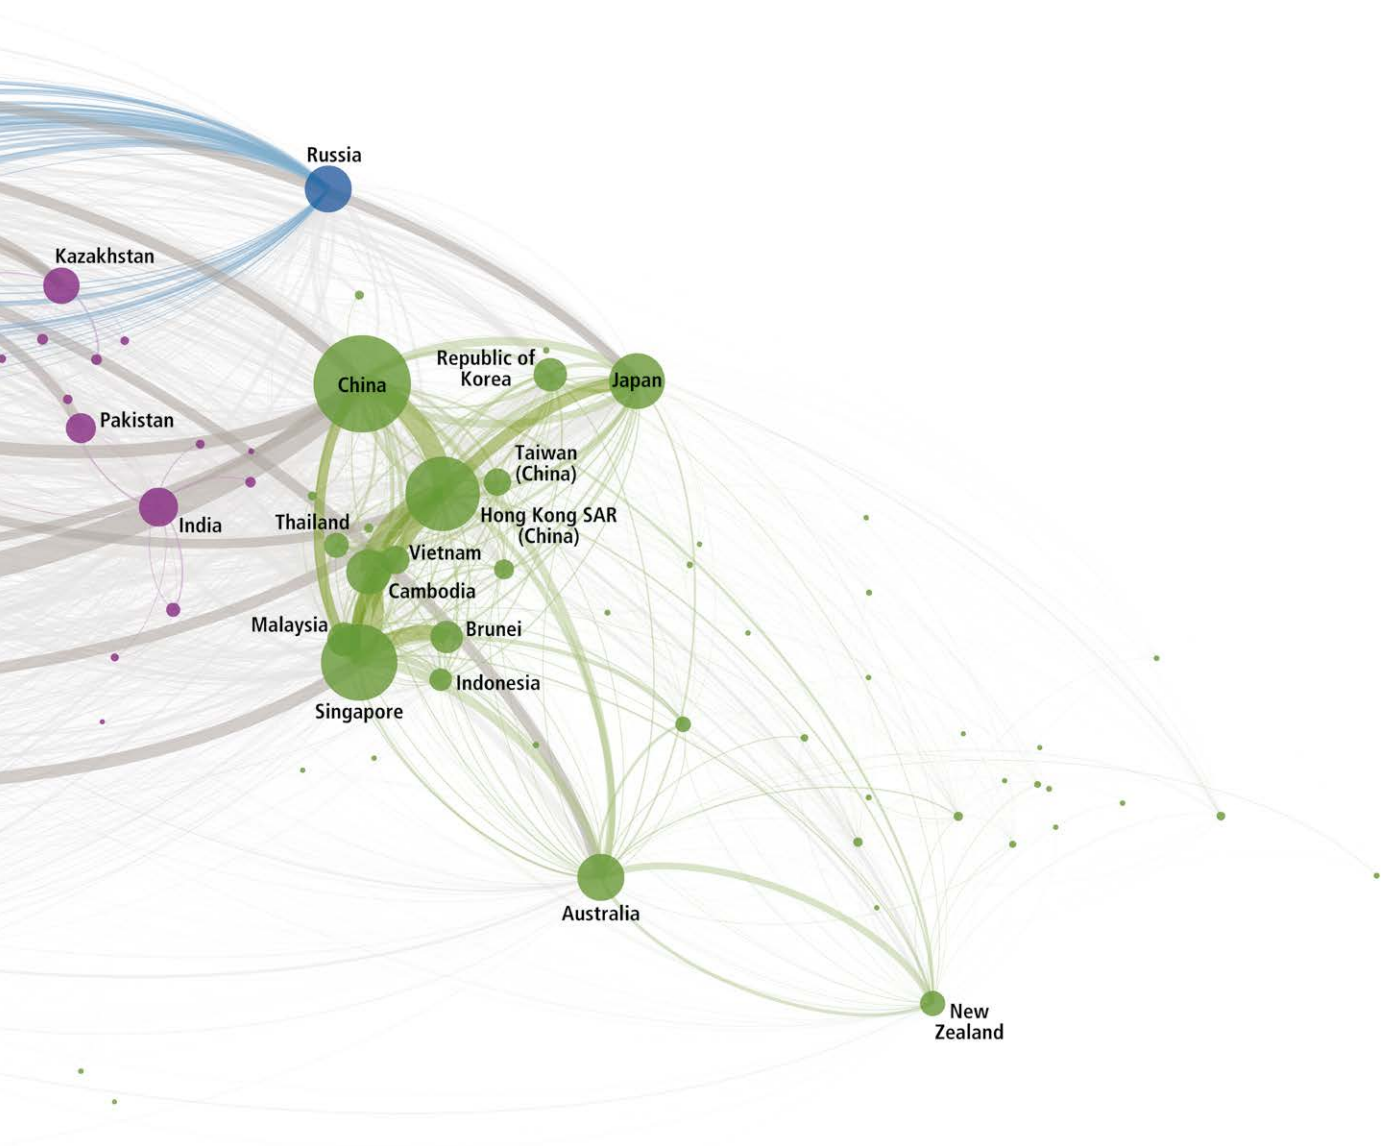 Russia
Kazakhstan
Republic of
Korea
Japan
China
Pakistan
Taiwan
(China)
India
Thailand
Hong Kong SAR
(China)
Vietnam
Cambodia
Malaysia
Brunei
Indonesia
Singapore
Australia
New
Zealand